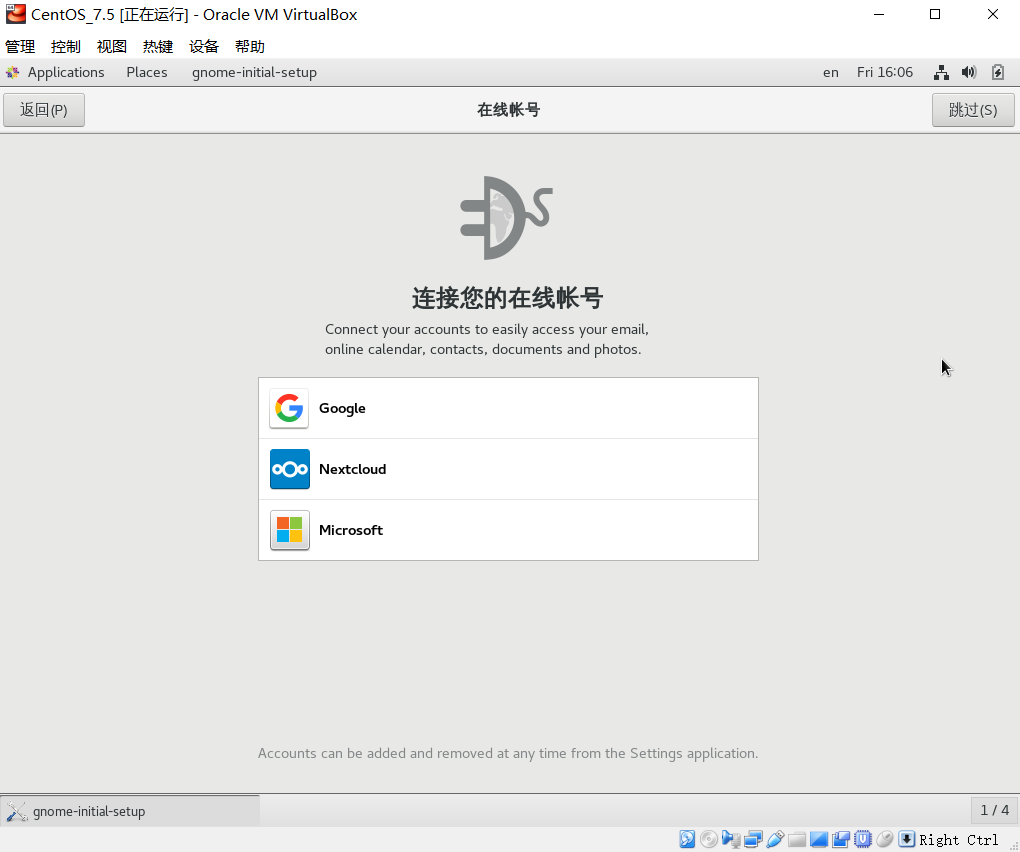 CentOS_7.5 [正在运行] - Oracle VM VirtualBox
管理 控制 视图 热键 设备 帮助
Applications Places gnome-initial-setup en Fri 16:06
返回(P) 在线帐号 跳过(S)
连接您的在线帐号
Connect your accounts to easily access your email,
online calendar, contacts, documents and photos.
Google
Nextcloud
Microsoft
Accounts can be added and removed at any time from the Settings application.
gnome-initial-setup 1 / 4
Right Ctrl